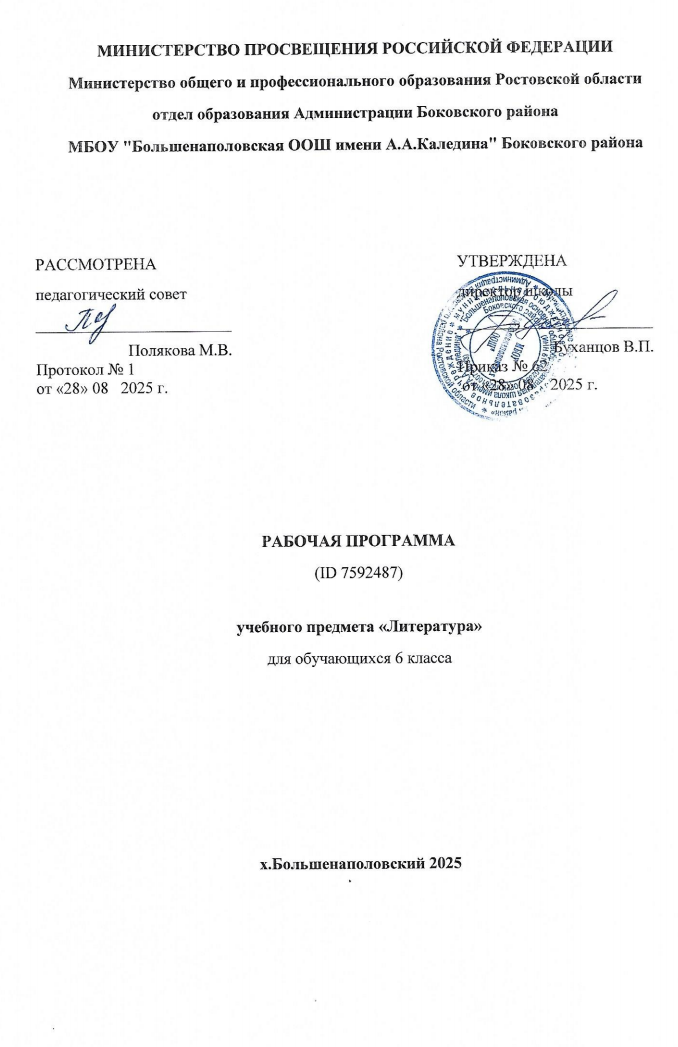 МИНИСТЕРСТВО ПРОСВЕЩЕНИЯ РОССИЙСКОЙ ФЕДЕРАЦИИ
Министерство общего и профессионального образования Ростовской области
отдел образования Администрации Боковского района
МБОУ "Большенаполовская ООШ имени А.А.Каледина" Боковского района
РАССМОТРЕНА
педагогический совет
Полякова М.В.
Протокол № 1
от «28» 08 2025 г.
УТВЕРЖДЕНА
директор школы
Буханцов В.П.
Приказ № 62
от «28» 08 2025 г.
РАБОЧАЯ ПРОГРАММА
(ID 7592487)
учебного предмета «Литература»
для обучающихся 6 класса
х.Большенаполовский 2025